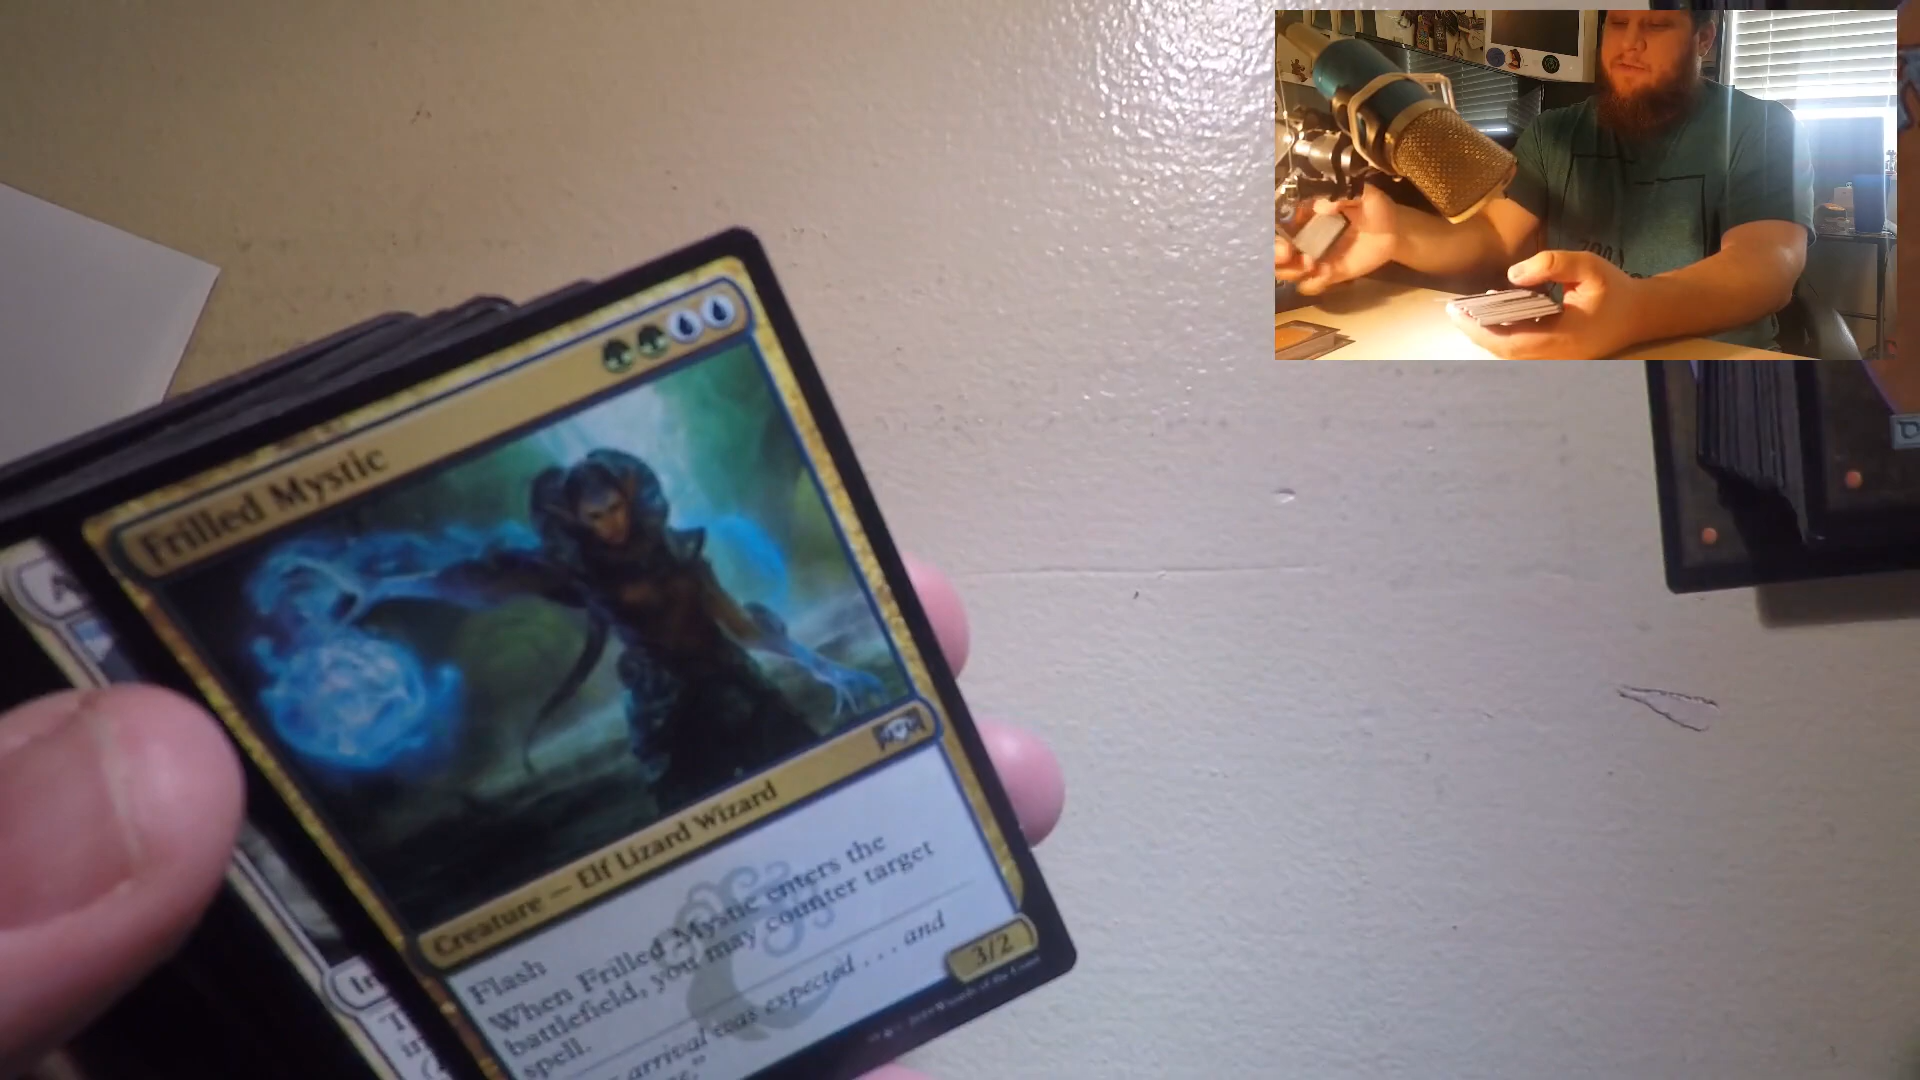 Frilled Mystic
Creature — Elf Lizard Wizard
Flash
When Frilled Mystic enters the
battlefield, you may counter target
spell.
arrival was expected . . . and
3/2